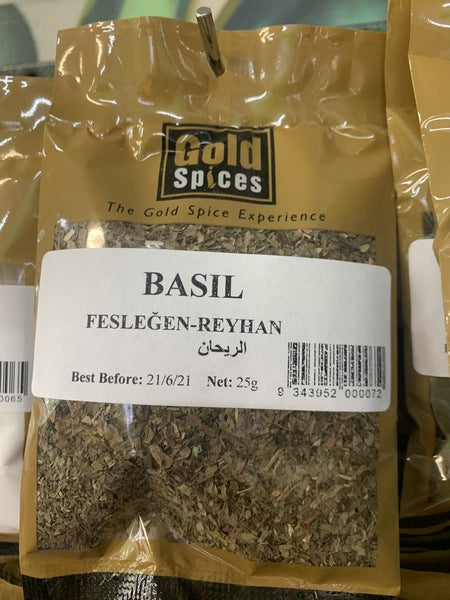 Gold
Spices
The Gold Spice Experience
BASIL
FESLEĞEN-REYHAN
الريحان
Best Before: 21/6/21 Net: 25g
9 343952 000072
0065